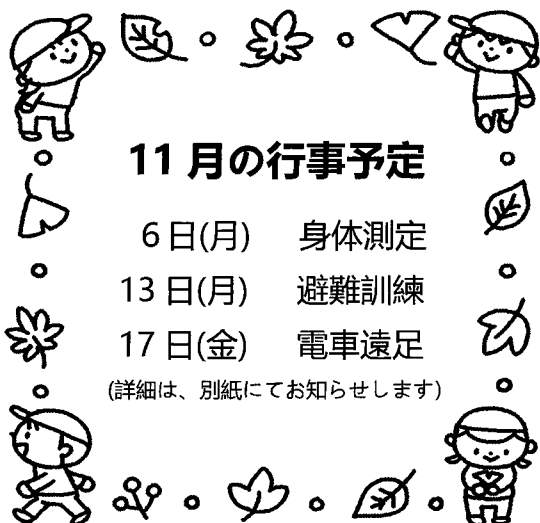 11月の行事予定
6日(月) 身体測定
13日(月) 避難訓練
17日(金) 電車遠足
(詳細は、別紙にてお知らせします)